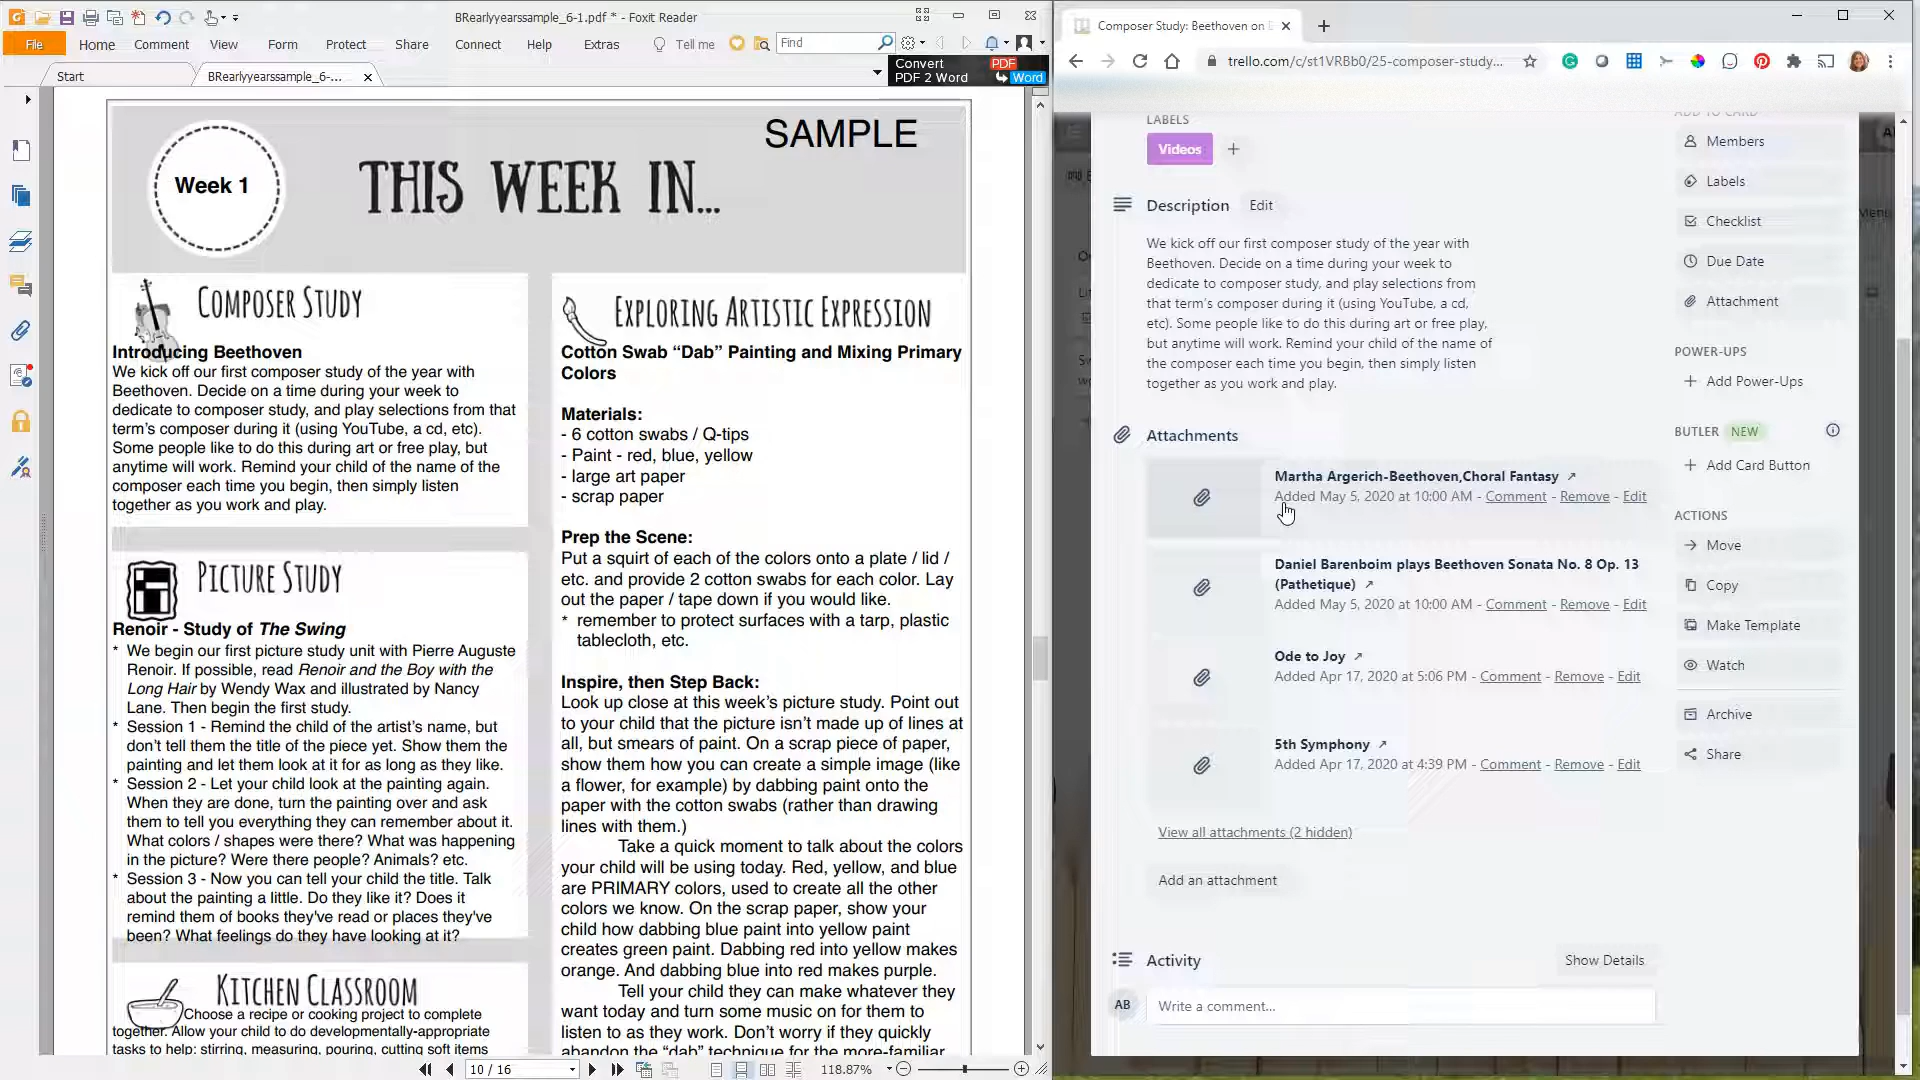 BRearlyyearssample_6-1.pdf * - Foxit Reader
File
Home
Comment
View
Form
Protect
Share
Connect
Help
Extras
Tell me
Find
Start
BRearlyyearssample_6-...
Convert
PDF 2 Word
PDF
Word
SAMPLE
Week 1
THIS WEEK IN...
COMPOSER STUDY
Introducing Beethoven
We kick off our first composer study of the year with
Beethoven. Decide on a time during your week to
dedicate to composer study, and play selections from that
term's composer during it (using YouTube, a cd, etc).
Some people like to do this during art or free play, but
anytime will work. Remind your child of the name of the
composer each time you begin, then simply listen
together as you work and play.
PICTURE STUDY
Renoir - Study of The Swing
* We begin our first picture study unit with Pierre Auguste
Renoir. If possible, read Renoir and the Boy with the
Long Hair by Wendy Wax and illustrated by Nancy
Lane. Then begin the first study.
* Session 1 - Remind the child of the artist's name, but
don't tell them the title of the piece yet. Show them the
painting and let them look at it for as long as they like.
* Session 2 - Let your child look at the painting again.
When they are done, turn the painting over and ask
them to tell you everything they can remember about it.
What colors / shapes were there? What was happening
in the picture? Were there people? Animals? etc.
* Session 3 - Now you can tell your child the title. Talk
about the painting a little. Do they like it? Does it
remind them of books they've read or places they've
been? What feelings do they have looking at it?
KITCHEN CLASSROOM
Choose a recipe or cooking project to complete
together. Allow your child to do developmentally-appropriate
tasks to help: stirring, measuring, pouring, cutting soft items
EXPLORING ARTISTIC EXPRESSION
Cotton Swab “Dab” Painting and Mixing Primary
Colors
Materials:
- 6 cotton swabs / Q-tips
- Paint - red, blue, yellow
- large art paper
- scrap paper
Prep the Scene:
Put a squirt of each of the colors onto a plate / lid /
etc. and provide 2 cotton swabs for each color. Lay
out the paper / tape down if you would like.
* remember to protect surfaces with a tarp, plastic
tablecloth, etc.
Inspire, then Step Back:
Look up close at this week's picture study. Point out
to your child that the picture isn't made up of lines at
all, but smears of paint. On a scrap piece of paper,
show them how you can create a simple image (like
a flower, for example) by dabbing paint onto the
paper with the cotton swabs (rather than drawing
lines with them.)
Take a quick moment to talk about the colors
your child will be using today. Red, yellow, and blue
are PRIMARY colors, used to create all the other
colors we know. On the scrap paper, show your
child how dabbing blue paint into yellow paint
creates green paint. Dabbing red into yellow makes
orange. And dabbing blue into red makes purple.
Tell your child they can make whatever they
want today and turn some music on for them to
listen to as they work. Don't worry if they quickly
abandon the “dab” technique for the more-familiar
10 / 16
118.87%
Composer Study: Beethoven on
trello.com/c/st1VRBb0/25-composer-study...
LABELS
Videos
Description
Edit
We kick off our first composer study of the year with
Beethoven. Decide on a time during your week to
dedicate to composer study, and play selections from
that term's composer during it (using YouTube, a cd,
etc). Some people like to do this during art or free play,
but anytime will work. Remind your child of the name of
the composer each time you begin, then simply listen
together as you work and play.
Attachments
Martha Argerich-Beethoven,Choral Fantasy
Added May 5, 2020 at 10:00 AM - Comment - Remove - Edit
Daniel Barenboim plays Beethoven Sonata No. 8 Op. 13
(Pathetique)
Added May 5, 2020 at 10:00 AM - Comment - Remove - Edit
Ode to Joy
Added Apr 17, 2020 at 5:06 PM - Comment - Remove - Edit
5th Symphony
Added Apr 17, 2020 at 4:39 PM - Comment - Remove - Edit
View all attachments (2 hidden)
Add an attachment
Activity
Show Details
AB
Write a comment...
ADD TO CARD
Members
Labels
Checklist
Due Date
Attachment
POWER-UPS
Add Power-Ups
BUTLER NEW
Add Card Button
ACTIONS
Move
Copy
Make Template
Watch
Archive
Share